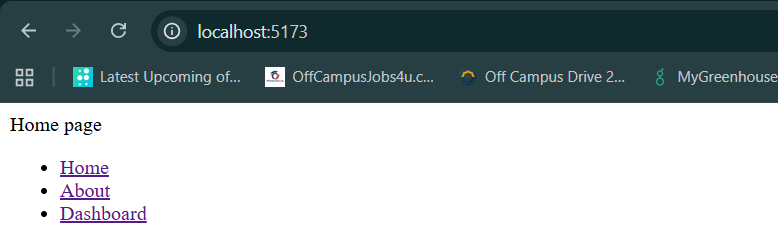 localhost:5173
Latest Upcoming of... OffCampusJobs4u.c... Off Campus Drive 2... MyGreenhouse
Home page
Home
About
Dashboard